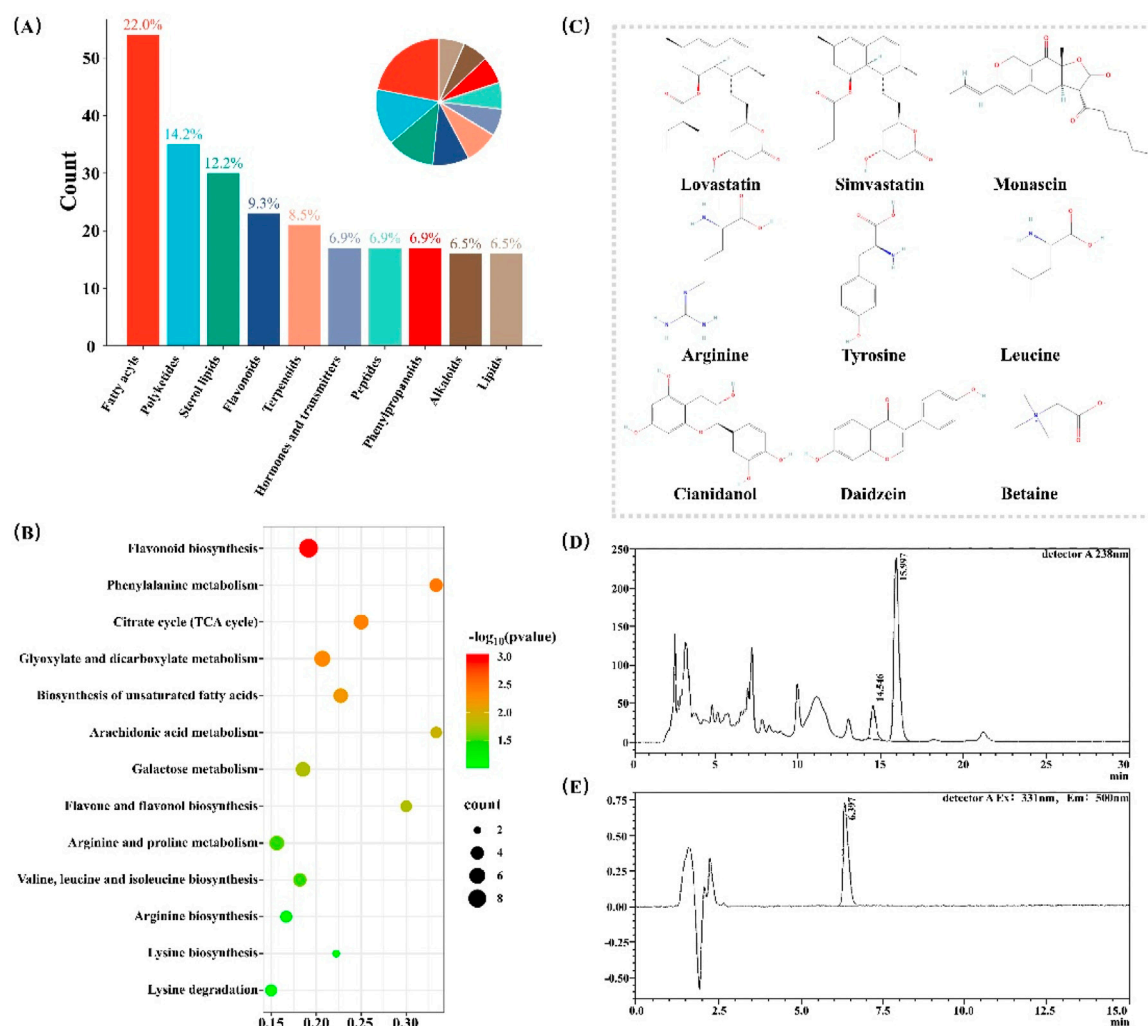 (A)
Count
50
40
30
20
10
0
22.0%
14.2%
12.2%
9.3%
8.5%
6.9%
6.9%
6.9%
6.5%
6.5%
Fatty acyls
Polyketides
Sterol lipids
Flavonoids
Terpenoids
Hormones and transmitters
Peptides
Phenylpropanoids
Alkaloids
Lipids
(B)
Flavonoid biosynthesis
Phenylalanine metabolism
Citrate cycle (TCA cycle)
Glyoxylate and dicarboxylate metabolism
Biosynthesis of unsaturated fatty acids
Arachidonic acid metabolism
Galactose metabolism
Flavone and flavonol biosynthesis
Arginine and proline metabolism
Valine, leucine and isoleucine biosynthesis
Arginine biosynthesis
Lysine biosynthesis
Lysine degradation
0.15 0.20 0.30
-log10(pvalue)
3.0
2.5
2.0
1.5
count
2
4
6
8
(C)
Lovastatin Simvastatin Monascin
Arginine Tyrosine Leucine
Cianidanol Daidzein Betaine
(D)
detector A 238nm
250
200
150
100
50
0
14.546
15.997
0 5 10 15 20 25 30
min
(E)
detector A Ex: 331nm, Em: 500nm
0.75
0.50
0.25
0.00
-0.25
-0.50
6.397
0.0 2.5 5.0 7.5 10.0 12.5 15.0
min